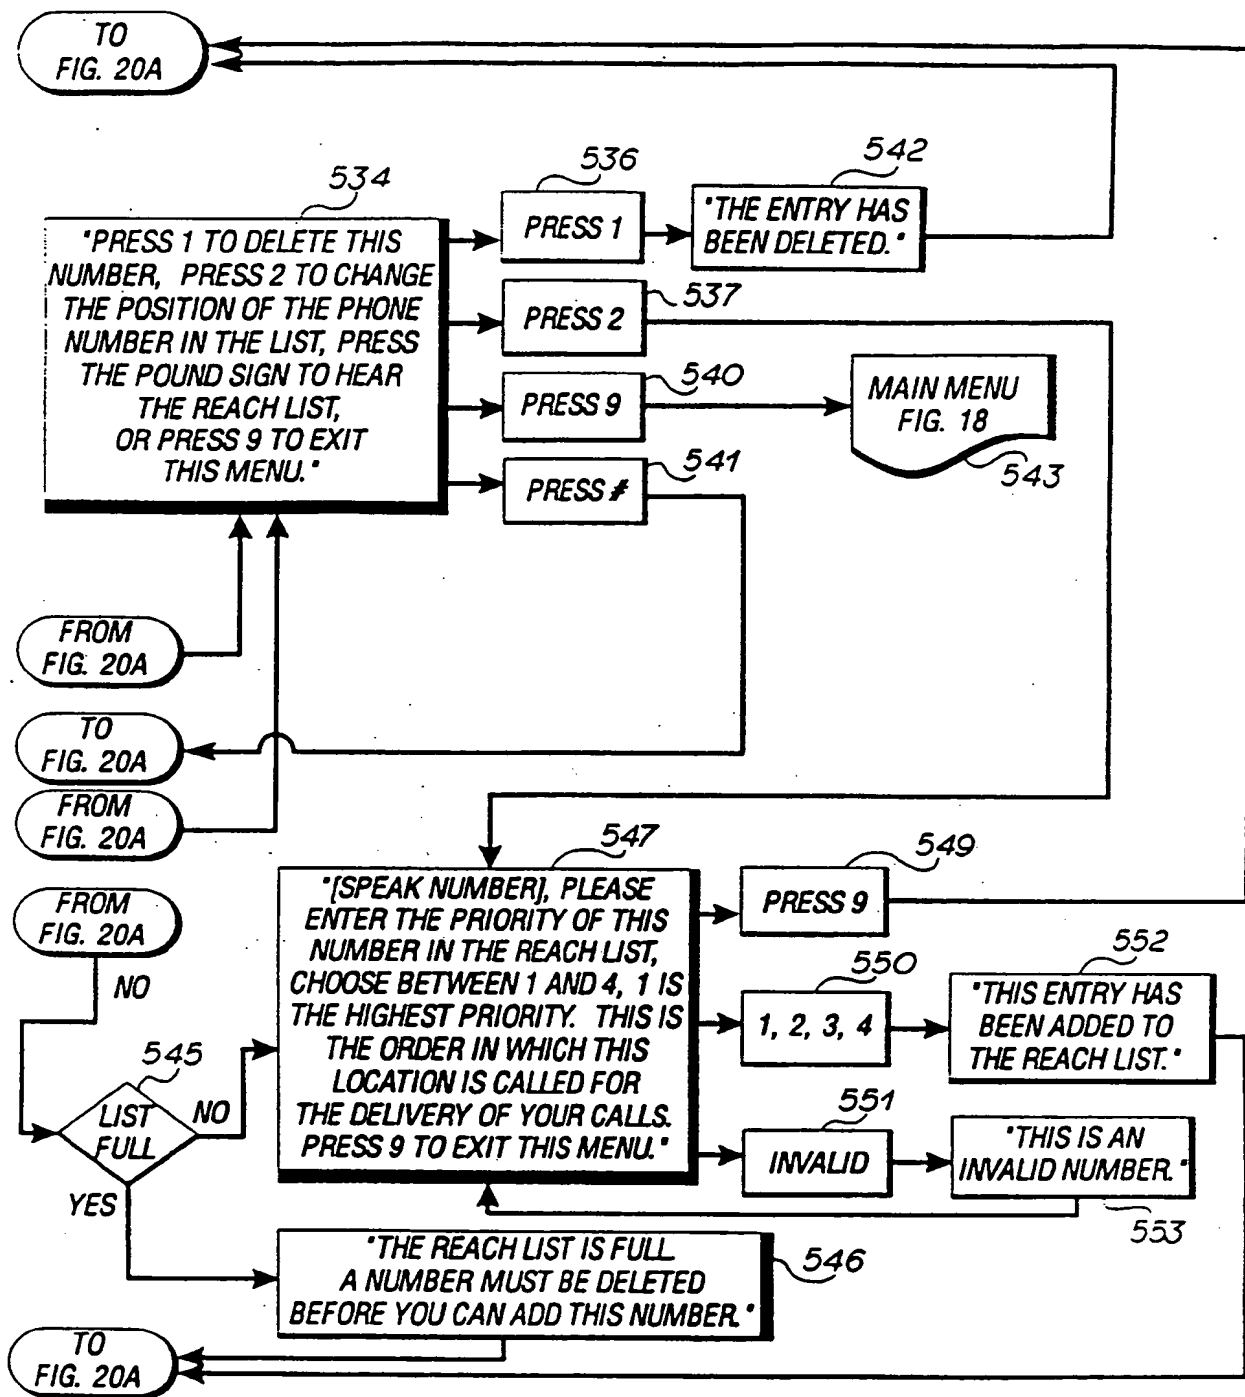 TO
FIG. 20A
534
"PRESS 1 TO DELETE THIS
NUMBER, PRESS 2 TO CHANGE
THE POSITION OF THE PHONE
NUMBER IN THE LIST, PRESS
THE POUND SIGN TO HEAR
THE REACH LIST,
OR PRESS 9 TO EXIT
THIS MENU."
536
PRESS 1
542
"THE ENTRY HAS
BEEN DELETED."
537
PRESS 2
540
PRESS 9
MAIN MENU
FIG. 18
543
541
PRESS #
FROM
FIG. 20A
TO
FIG. 20A
FROM
FIG. 20A
FROM
FIG. 20A
NO
545
LIST
FULL
NO
YES
547
"[SPEAK NUMBER], PLEASE
ENTER THE PRIORITY OF THIS
NUMBER IN THE REACH LIST,
CHOOSE BETWEEN 1 AND 4, 1 IS
THE HIGHEST PRIORITY. THIS IS
THE ORDER IN WHICH THIS
LOCATION IS CALLED FOR
THE DELIVERY OF YOUR CALLS.
PRESS 9 TO EXIT THIS MENU."
549
PRESS 9
550
1, 2, 3, 4
552
"THIS ENTRY HAS
BEEN ADDED TO
THE REACH LIST."
551
INVALID
"THIS IS AN
INVALID NUMBER."
553
"THE REACH LIST IS FULL
A NUMBER MUST BE DELETED
BEFORE YOU CAN ADD THIS NUMBER."
546
TO
FIG. 20A